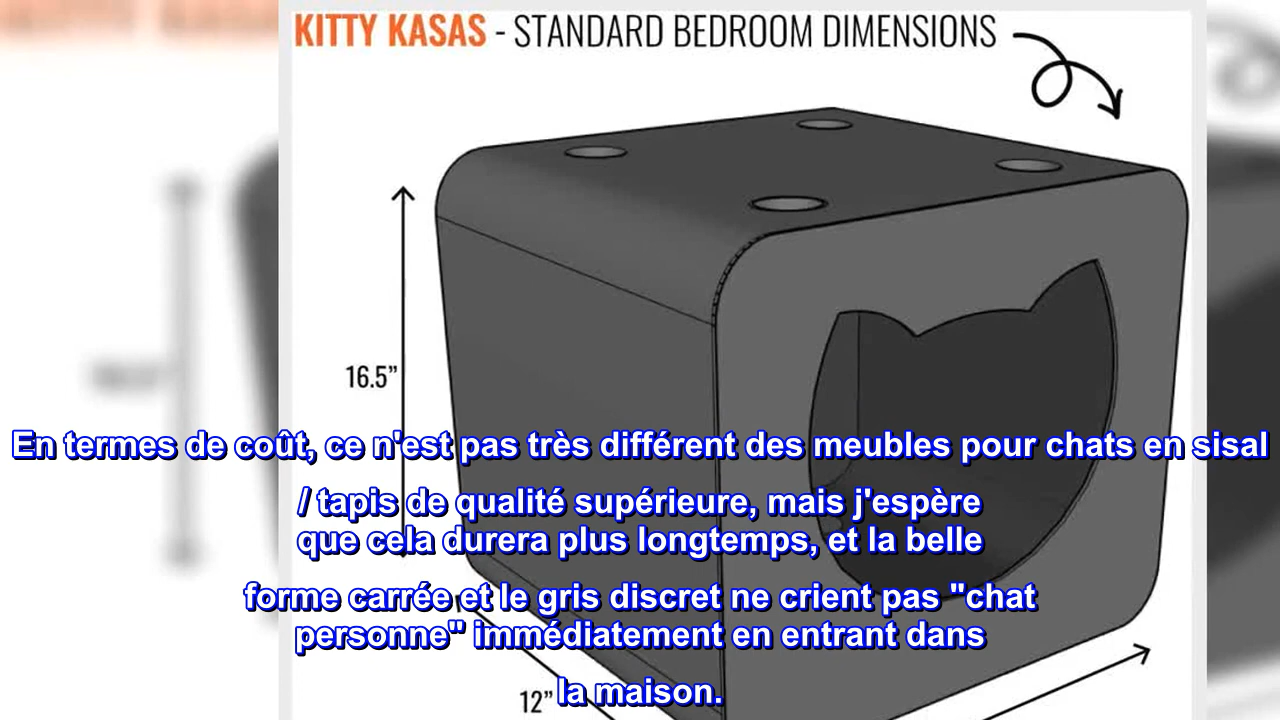 KITTY KASAS - STANDARD BEDROOM DIMENSIONS
16.5”
En termes de coût, ce n'est pas très différent des meubles pour chats en sisal
/ tapis de qualité supérieure, mais j'espère
que cela durera plus longtemps, et la belle
forme carrée et le gris discret ne crient pas "chat
personne" immédiatement en entrant dans
la maison.
12”